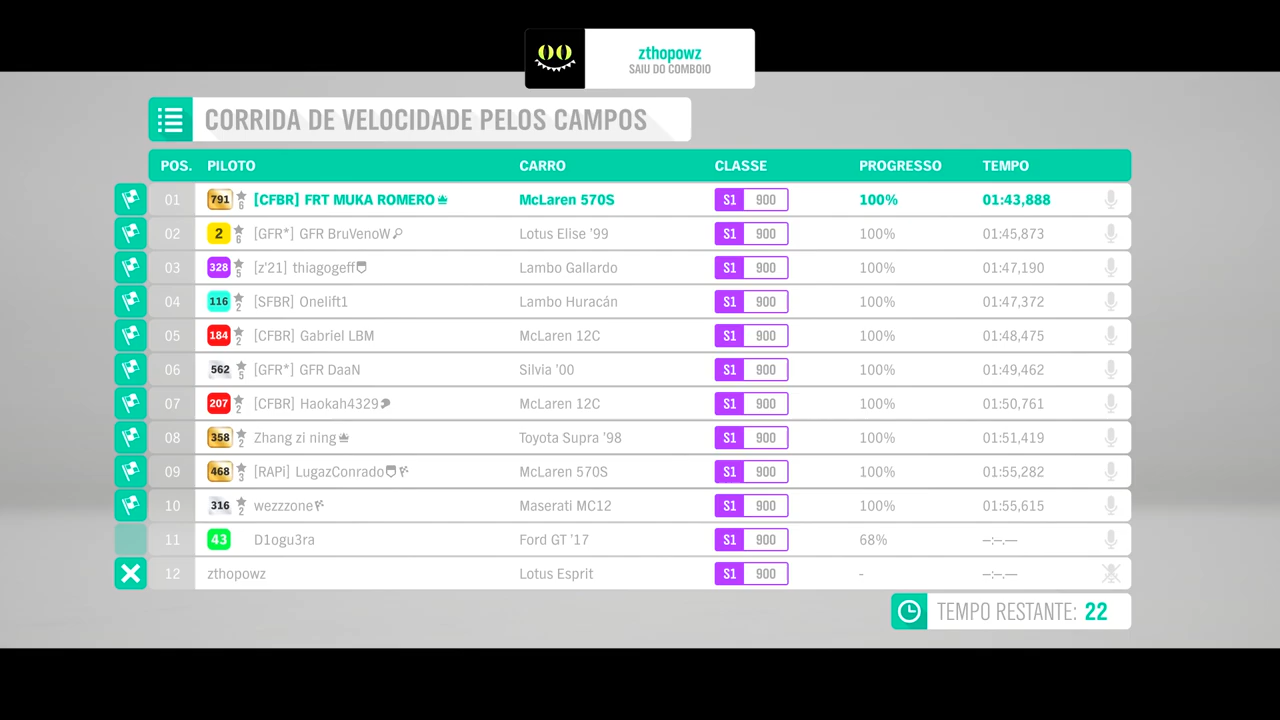 zthopowz
SAIU DO COMBOIO
CORRIDA DE VELOCIDADE PELOS CAMPOS
POS. PILOTO CARRO CLASSE PROGRESSO TEMPO
01 791 6 [CFBR] FRT MUKA ROMERO McLaren 570S S1 900 100% 01:43,888
02 2 6 [GFR*] GFR BruVenoW Lotus Elise '99 S1 900 100% 01:45,873
03 328 5 [z'21] thiagogeff Lambo Gallardo S1 900 100% 01:47,190
04 116 2 [SFBR] Onelift1 Lambo Huracán S1 900 100% 01:47,372
05 184 2 [CFBR] Gabriel LBM McLaren 12C S1 900 100% 01:48,475
06 562 5 [GFR*] GFR DaaN Silvia '00 S1 900 100% 01:49,462
07 207 2 [CFBR] Haokah4329 McLaren 12C S1 900 100% 01:50,761
08 358 2 Zhang zi ning Toyota Supra '98 S1 900 100% 01:51,419
09 468 3 [RAPi] LugazConrado McLaren 570S S1 900 100% 01:55,282
10 316 2 wezzzone Maserati MC12 S1 900 100% 01:55,615
11 43 D1ogu3ra Ford GT '17 S1 900 68% –:–.–
12 zthopowz Lotus Esprit S1 900 - –:–.–
TEMPO RESTANTE: 22